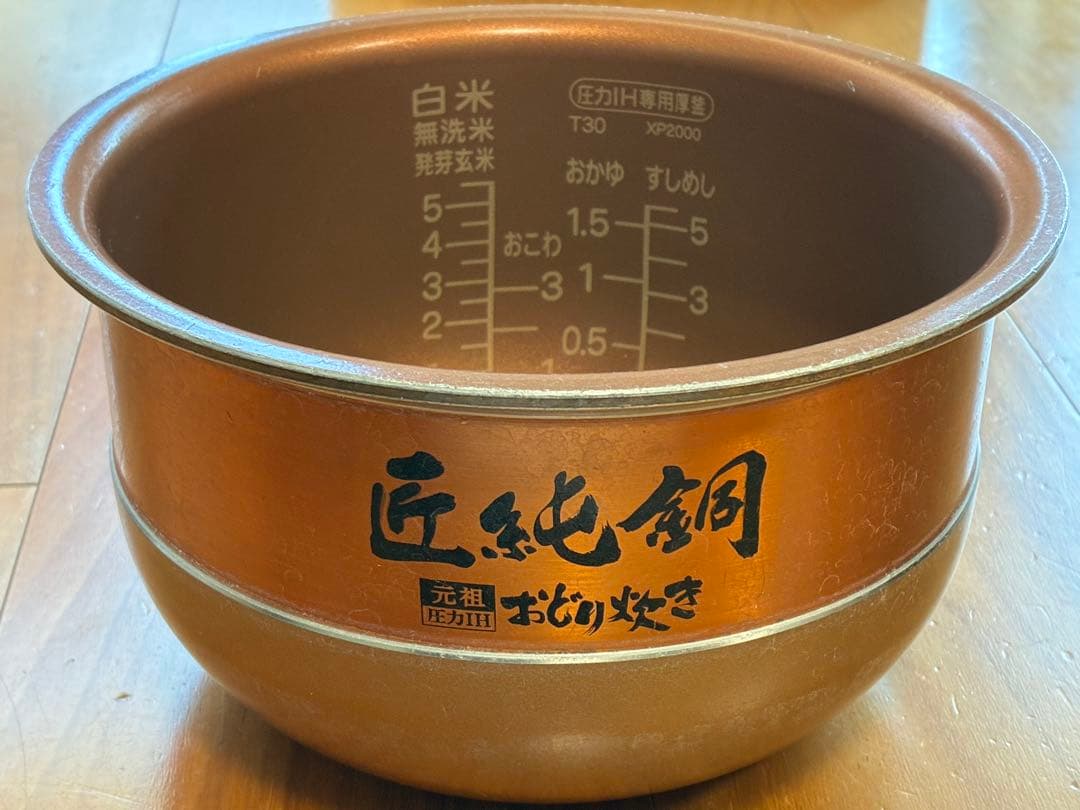 白米
無洗米
発芽玄米
5
4
3
2
おこわ
3
1
圧力IH専用厚釜
T30 XP2000
おかゆ すしめし
1.5
1
0.5
5
3
匠純銅
元祖
圧力IH
おどり炊き